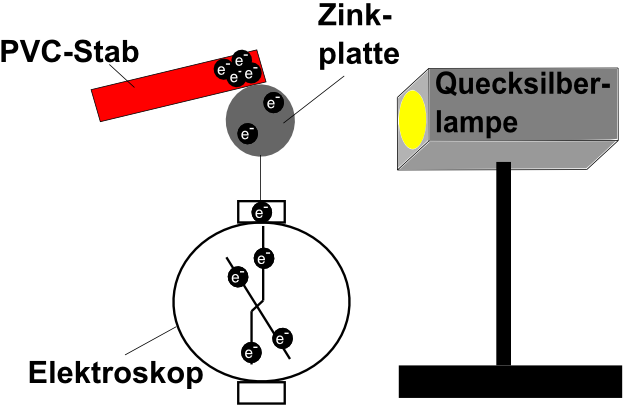 Zink-
platte
PVC-Stab
e-
e-
e-
e-
e-
e-
Quecksilber-
lampe
e-
e-
e-
e-
e-
Elektroskop